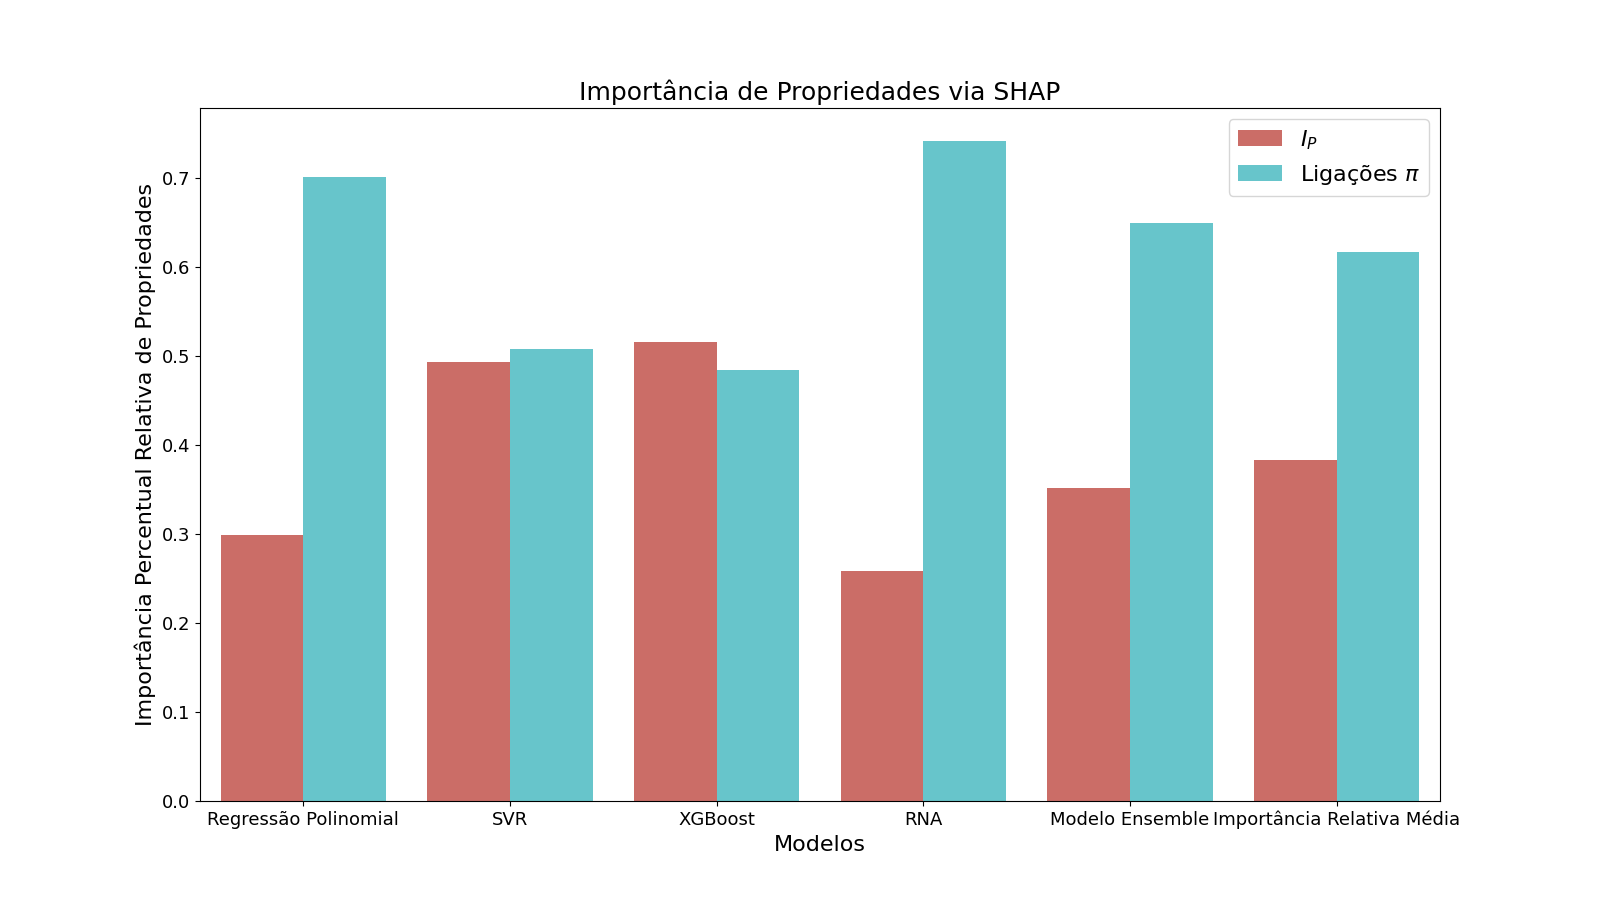 Importância de Propriedades via SHAP
I_P
Ligações π
Importância Percentual Relativa de Propriedades
0.7
0.6
0.5
0.4
0.3
0.2
0.1
0.0
Regressão Polinomial SVR XGBoost RNA Modelo Ensemble Importância Relativa Média
Modelos